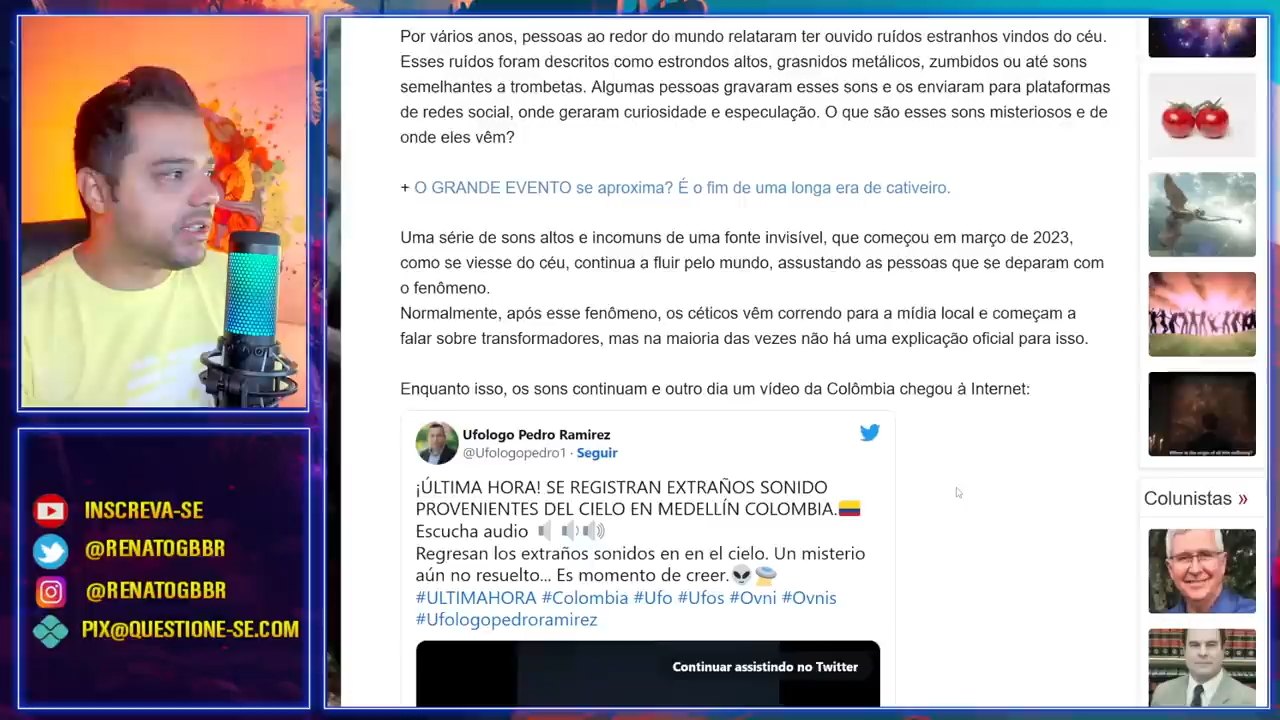 Por vários anos, pessoas ao redor do mundo relataram ter ouvido ruídos estranhos vindos do céu.
Esses ruídos foram descritos como estrondos altos, grasnidos metálicos, zumbidos ou até sons
semelhantes a trombetas. Algumas pessoas gravaram esses sons e os enviaram para plataformas
de redes social, onde geraram curiosidade e especulação. O que são esses sons misteriosos e de
onde eles vêm?
+ O GRANDE EVENTO se aproxima? É o fim de uma longa era de cativeiro.
Uma série de sons altos e incomuns de uma fonte invisível, que começou em março de 2023,
como se viesse do céu, continua a fluir pelo mundo, assustando as pessoas que se deparam com
o fenômeno.
Normalmente, após esse fenômeno, os céticos vêm correndo para a mídia local e começam a
falar sobre transformadores, mas na maioria das vezes não há uma explicação oficial para isso.
Enquanto isso, os sons continuam e outro dia um vídeo da Colômbia chegou à Internet:
Ufologo Pedro Ramirez
@Ufologopedro1 · Seguir
¡ÚLTIMA HORA! SE REGISTRAN EXTRAÑOS SONIDO
PROVENIENTES DEL CIELO EN MEDELLÍN COLOMBIA.🇨🇴
Escucha audio 🔈 🔉🔊
Regresan los extraños sonidos en en el cielo. Un misterio
aún no resuelto... Es momento de creer.👽🛸
#ULTIMAHORA #Colombia #Ufo #Ufos #Ovni #Ovnis
#Ufologopedroramirez
Continuar assistindo no Twitter
Colunistas »
INSCREVA-SE
@RENATOGBBR
@RENATOGBBR
PIX@QUESTIONE-SE.COM